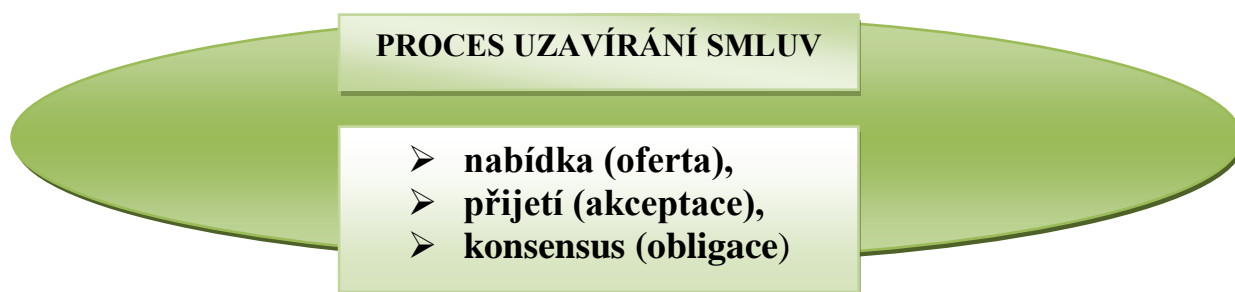 PROCES UZAVÍRÁNÍ SMLUV
➢ nabídka (oferta),
➢ přijetí (akceptace),
➢ konsensus (obligace)